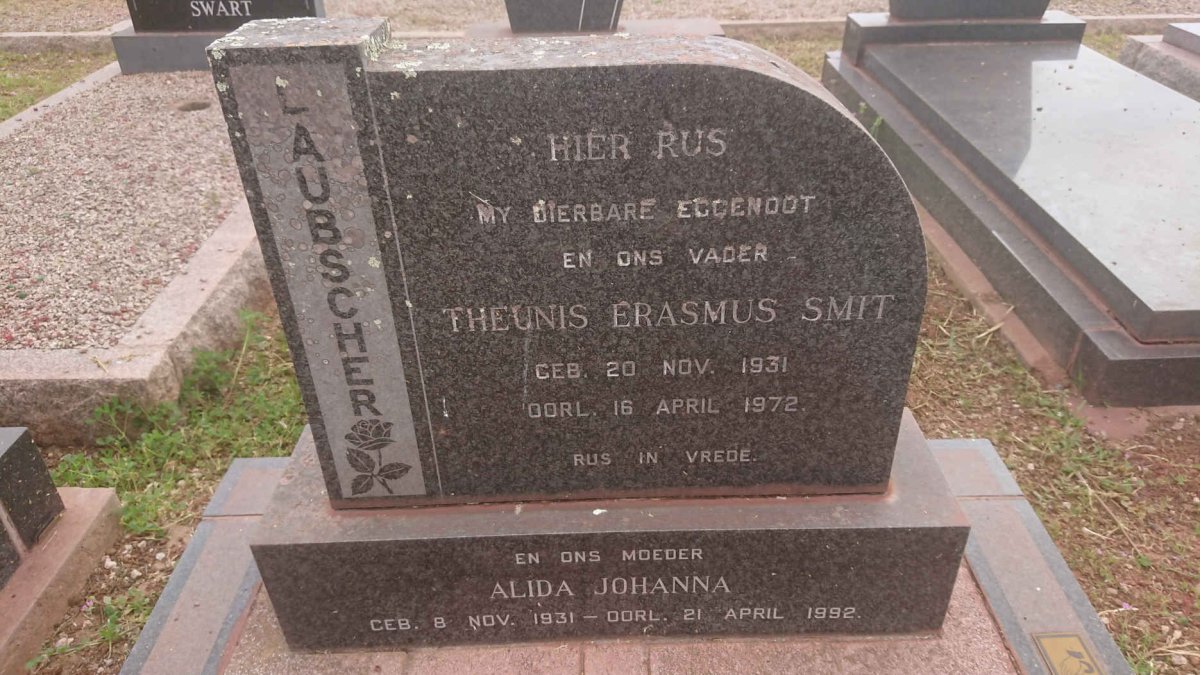 SWART
LAUBSCHER
HIER RUS
MY DIERBARE EGGENOOT
EN ONS VADER
THEUNIS ERASMUS SMIT
GEB. 20 NOV. 1931
OORL. 16 APRIL 1972.
RUS IN VREDE.
EN ONS MOEDER
ALIDA JOHANNA
GEB. 8 NOV. 1931 – OORL. 21 APRIL 1992.